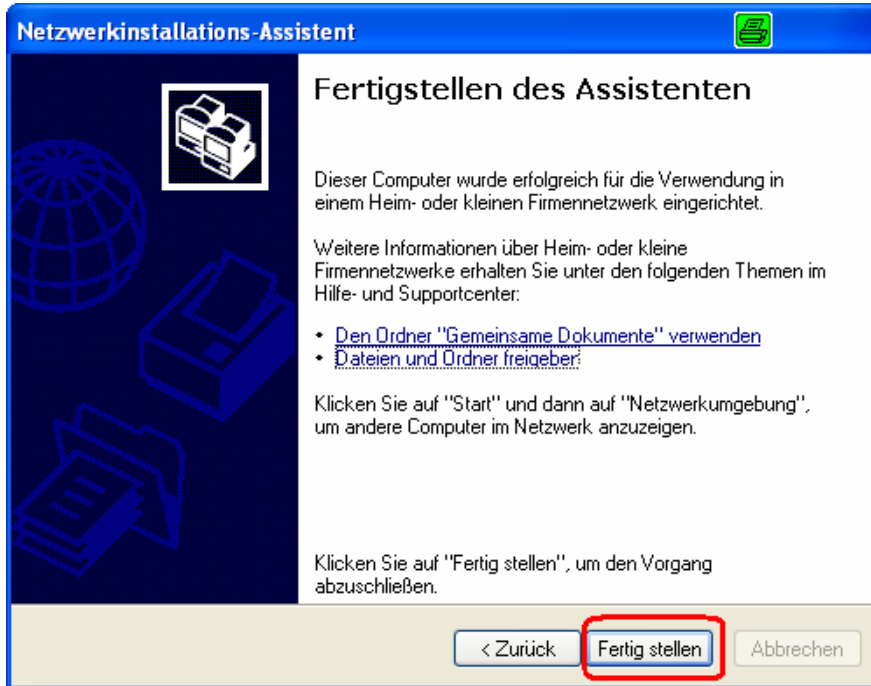 Netzwerkinstallations-Assistent
Fertigstellen des Assistenten
Dieser Computer wurde erfolgreich für die Verwendung in
einem Heim- oder kleinen Firmennetzwerk eingerichtet.
Weitere Informationen über Heim- oder kleine
Firmennetzwerke erhalten Sie unter den folgenden Themen im
Hilfe- und Supportcenter:
• Den Ordner "Gemeinsame Dokumente" verwenden
• Dateien und Ordner freigeben
Klicken Sie auf "Start" und dann auf "Netzwerkumgebung",
um andere Computer im Netzwerk anzuzeigen.
Klicken Sie auf "Fertig stellen", um den Vorgang
abzuschließen.
< Zurück Fertig stellen Abbrechen